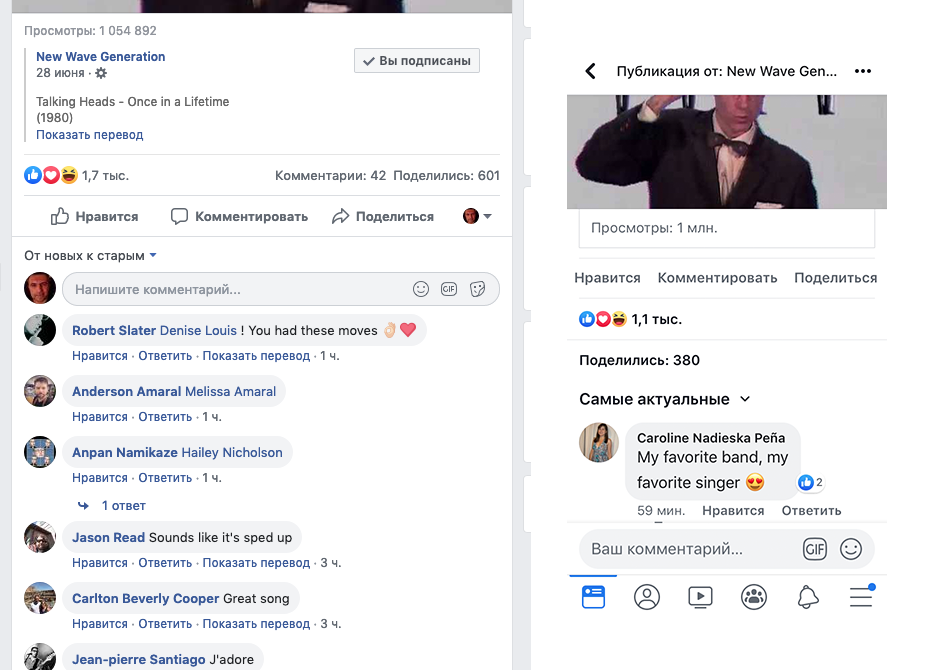 Просмотры: 1 054 892
New Wave Generation
28 июня ·
Вы подписаны
Talking Heads - Once in a Lifetime
(1980)
Показать перевод
1,7 тыс.
Комментарии: 42 Поделились: 601
Нравится
Комментировать
Поделиться
От новых к старым
Напишите комментарий...
GIF
Robert Slater Denise Louis ! You had these moves 👌🏻❤️
Нравится · Ответить · Показать перевод · 1 ч.
Anderson Amaral Melissa Amaral
Нравится · Ответить · 1 ч.
Anpan Namikaze Hailey Nicholson
Нравится · Ответить · 1 ч.
1 ответ
Jason Read Sounds like it's sped up
Нравится · Ответить · Показать перевод · 3 ч.
Carlton Beverly Cooper Great song
Нравится · Ответить · Показать перевод · 3 ч.
Jean-pierre Santiago J'adore
Публикация от: New Wave Gen...
Просмотры: 1 млн.
Нравится Комментировать Поделиться
1,1 тыс.
Поделились: 380
Самые актуальные
Caroline Nadieska Peña
My favorite band, my
favorite singer 😍
2
59 мин. Нравится Ответить
Ваш комментарий...
GIF